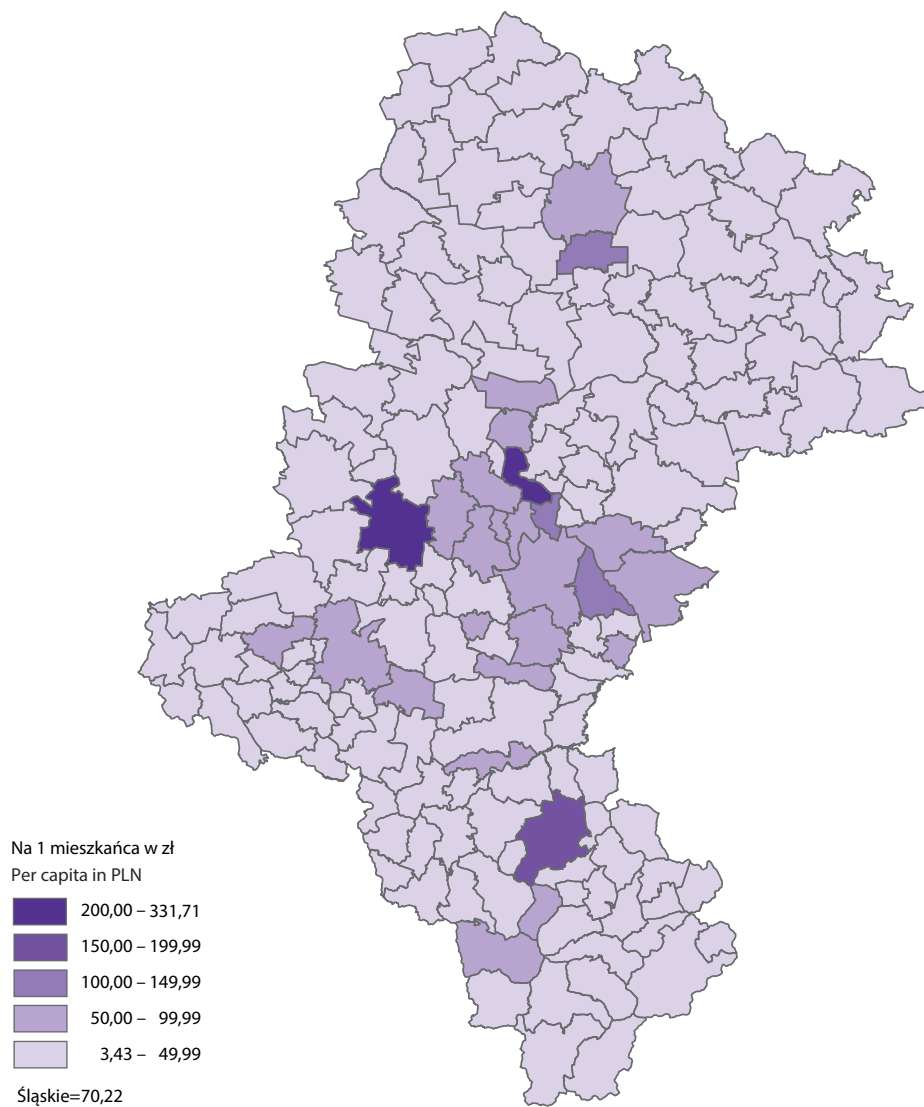 Na 1 mieszkańca w zł
Per capita in PLN
200,00 – 331,71
150,00 – 199,99
100,00 – 149,99
50,00 – 99,99
3,43 – 49,99
Śląskie=70,22